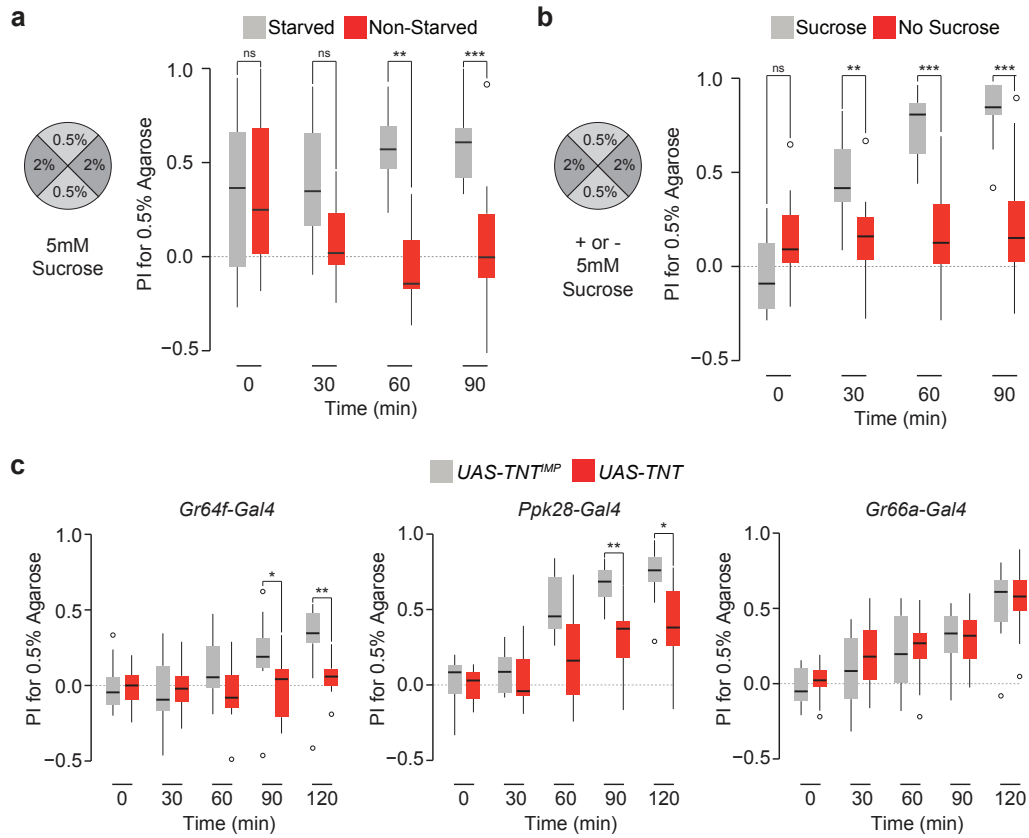 a
Starved Non-Starved
ns ns ** ***
1.0
0.5
0.0
−0.5
PI for 0.5% Agarose
0.5%
2% 2%
0.5%
5mM
Sucrose
0 30 60 90
Time (min)
b
Sucrose No Sucrose
ns ** *** ***
1.0
0.5
0.0
−0.5
PI for 0.5% Agarose
0.5%
2% 2%
0.5%
+ or -
5mM
Sucrose
0 30 60 90
Time (min)
c
UAS-TNTIMP UAS-TNT
Gr64f-Gal4
* **
1.0
0.5
0.0
−0.5
PI for 0.5% Agarose
0 30 60 90 120
Time (min)
Ppk28-Gal4
** *
1.0
0.5
0.0
−0.5
PI for 0.5% Agarose
0 30 60 90 120
Time (min)
Gr66a-Gal4
1.0
0.5
0.0
−0.5
PI for 0.5% Agarose
0 30 60 90 120
Time (min)